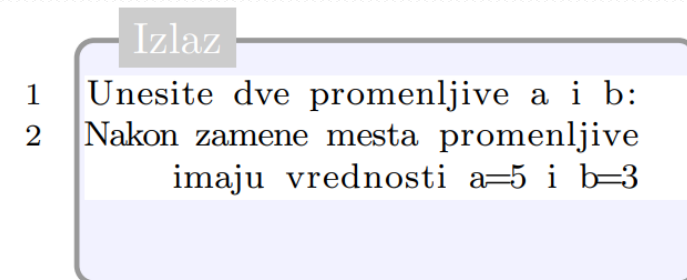 Izlaz
1 Unesite dve promenljive a i b:
2 Nakon zamene mesta promenljive
imaju vrednosti a=5 i b=3